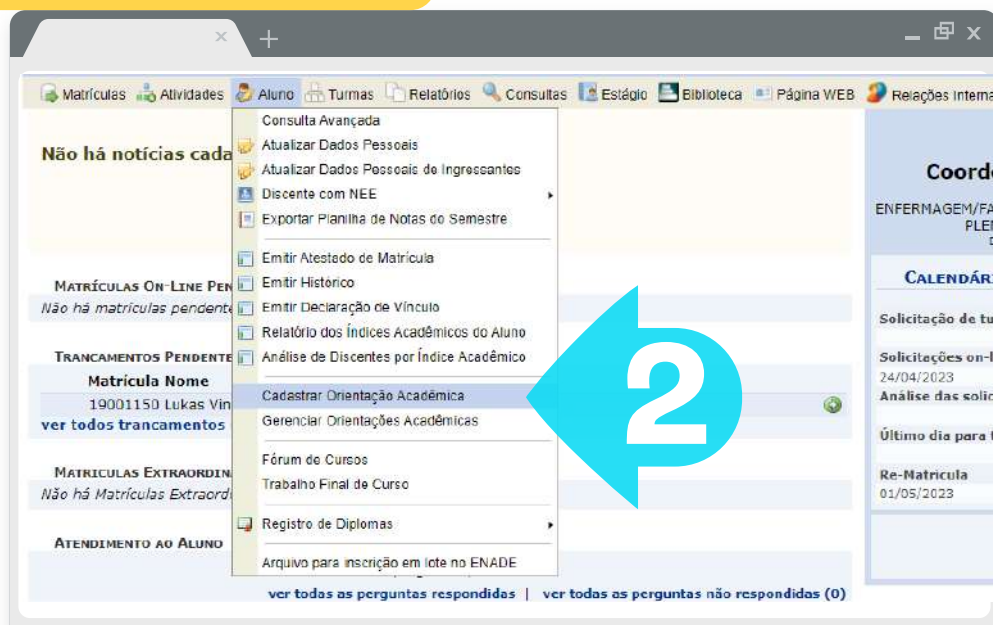 Matrículas Atividades Aluno Turmas Relatórios Consultas Estágio Biblioteca Página WEB Relações Interna
Não há notícias cada
Consulta Avançada
Atualizar Dados Pessoais
Atualizar Dados Pessoais de Ingressantes
Discente com NEE
Exportar Planilha de Notas do Semestre
Emitir Atestado de Matrícula
Emitir Histórico
Emitir Declaração de Vínculo
Relatório dos Índices Acadêmicos do Aluno
Análise de Discentes por Índice Acadêmico
Cadastrar Orientação Acadêmica
Gerenciar Orientações Acadêmicas
Fórum de Cursos
Trabalho Final de Curso
Registro de Diplomas
Arquivo para inscrição em lote no ENADE
2
Matrículas On-Line Pen
Não há matrículas pendente
Trancamentos Pendente
Matrícula Nome
19001150 Lukas Vin
ver todos trancamentos
Matriculas Extraordin
Não há Matrículas Extraord
Atendimento ao Aluno
ver todas as perguntas respondidas | ver todas as perguntas não respondidas (0)
Coorde
ENFERMAGEM/FA
PLEN
Calendári
Solicitação de tu
Solicitações on-l
24/04/2023
Análise das solic
Último dia para t
Re-Matrícula
01/05/2023